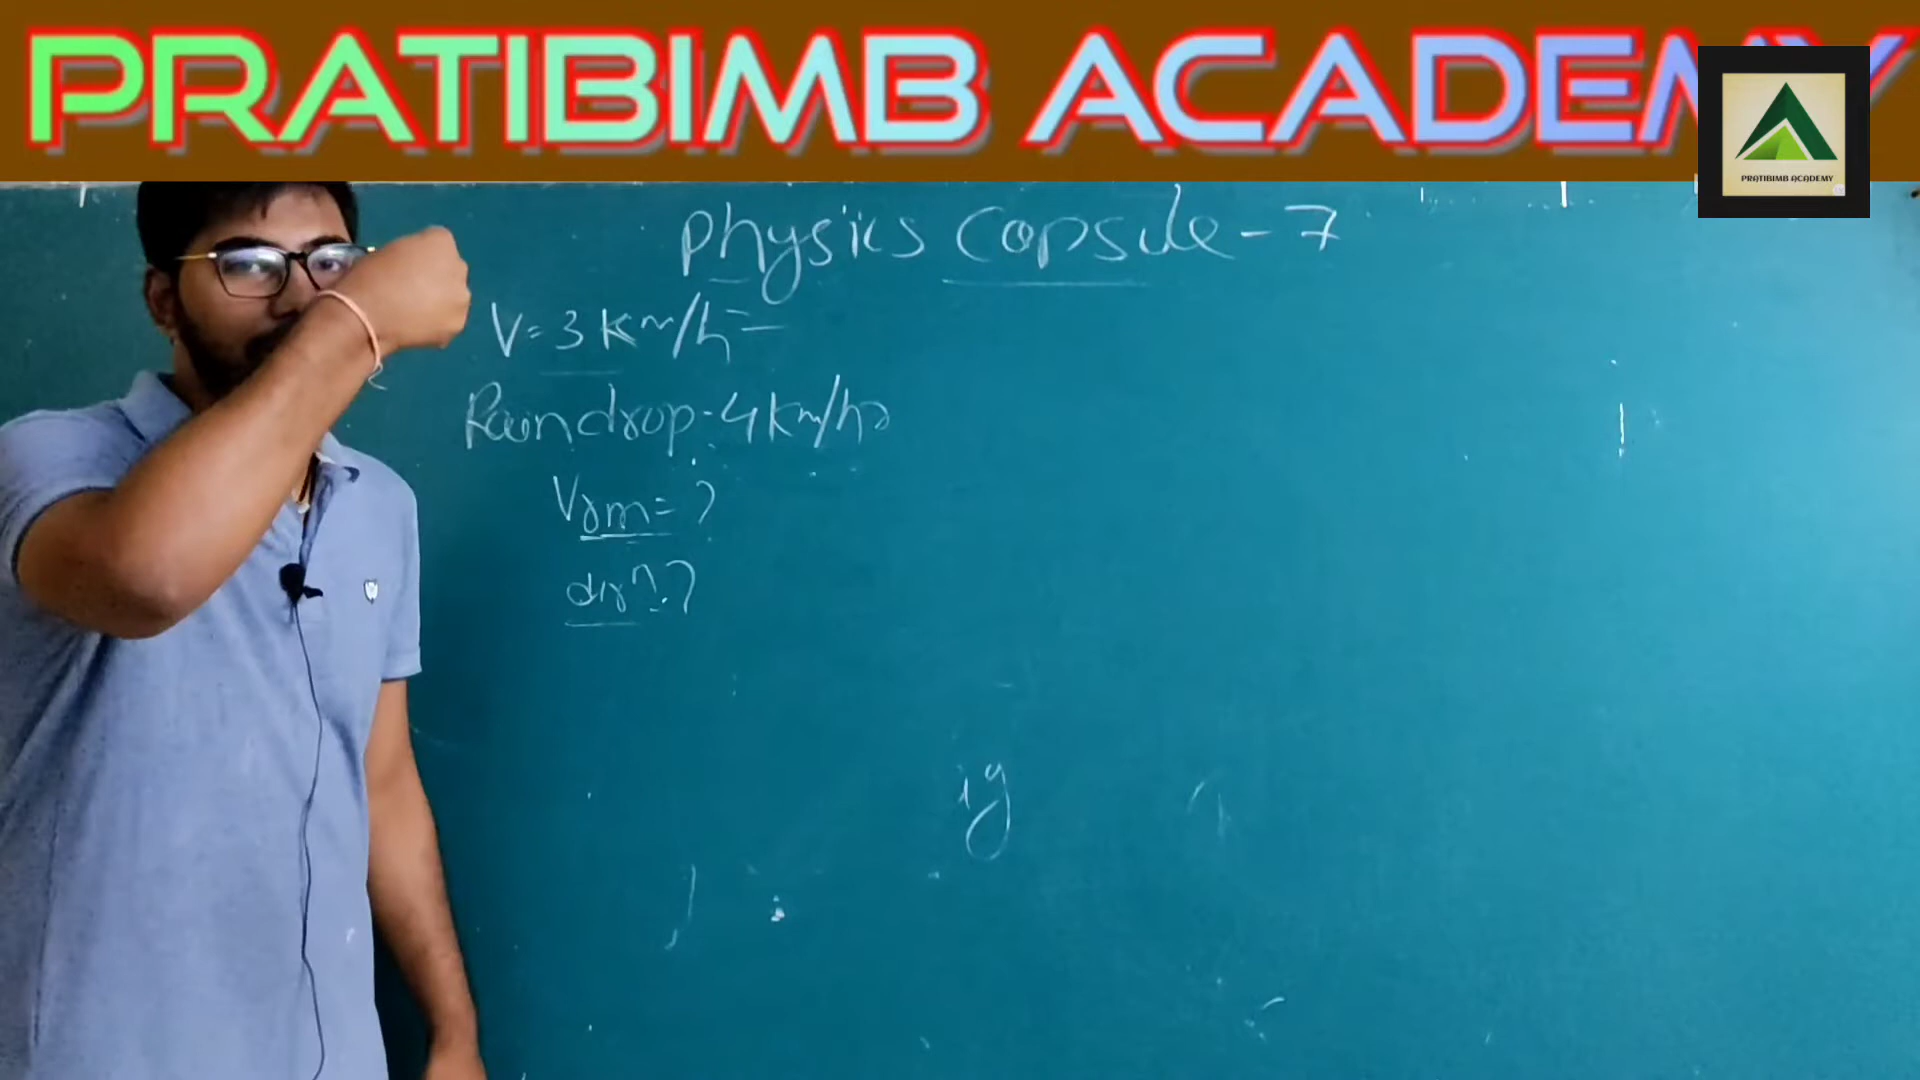 PRATIBIMB ACADEMY
PRATIBIMB ACADEMY
Physics Capsule - 7
V = 3 Km/h
Raindrop - 4 Km/hr
Vrm = ?
dirn ?